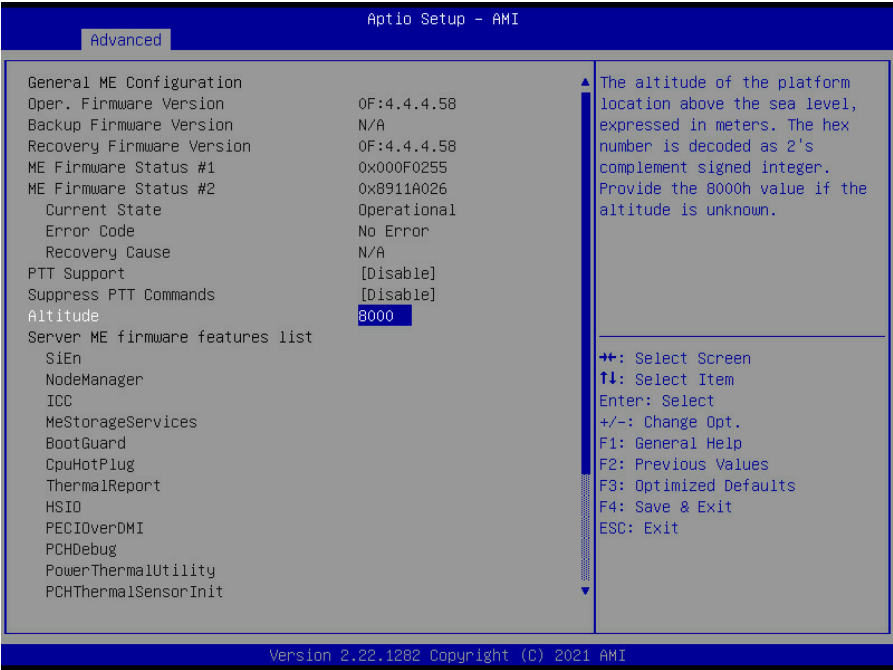 Aptio Setup – AMI
Advanced
General ME Configuration
Oper. Firmware Version 0F:4.4.4.58
Backup Firmware Version N/A
Recovery Firmware Version 0F:4.4.4.58
ME Firmware Status #1 0x000F0255
ME Firmware Status #2 0x8911A026
Current State Operational
Error Code No Error
Recovery Cause N/A
PTT Support [Disable]
Suppress PTT Commands [Disable]
Altitude 8000
Server ME firmware features list
SiEn
NodeManager
ICC
MeStorageServices
BootGuard
CpuHotPlug
ThermalReport
HSIO
PECIOverDMI
PCHDebug
PowerThermalUtility
PCHThermalSensorInit
The altitude of the platform
location above the sea level,
expressed in meters. The hex
number is decoded as 2's
complement signed integer.
Provide the 8000h value if the
altitude is unknown.
→←: Select Screen
↑↓: Select Item
Enter: Select
+/-: Change Opt.
F1: General Help
F2: Previous Values
F3: Optimized Defaults
F4: Save & Exit
ESC: Exit
Version 2.22.1282 Copyright (C) 2021 AMI